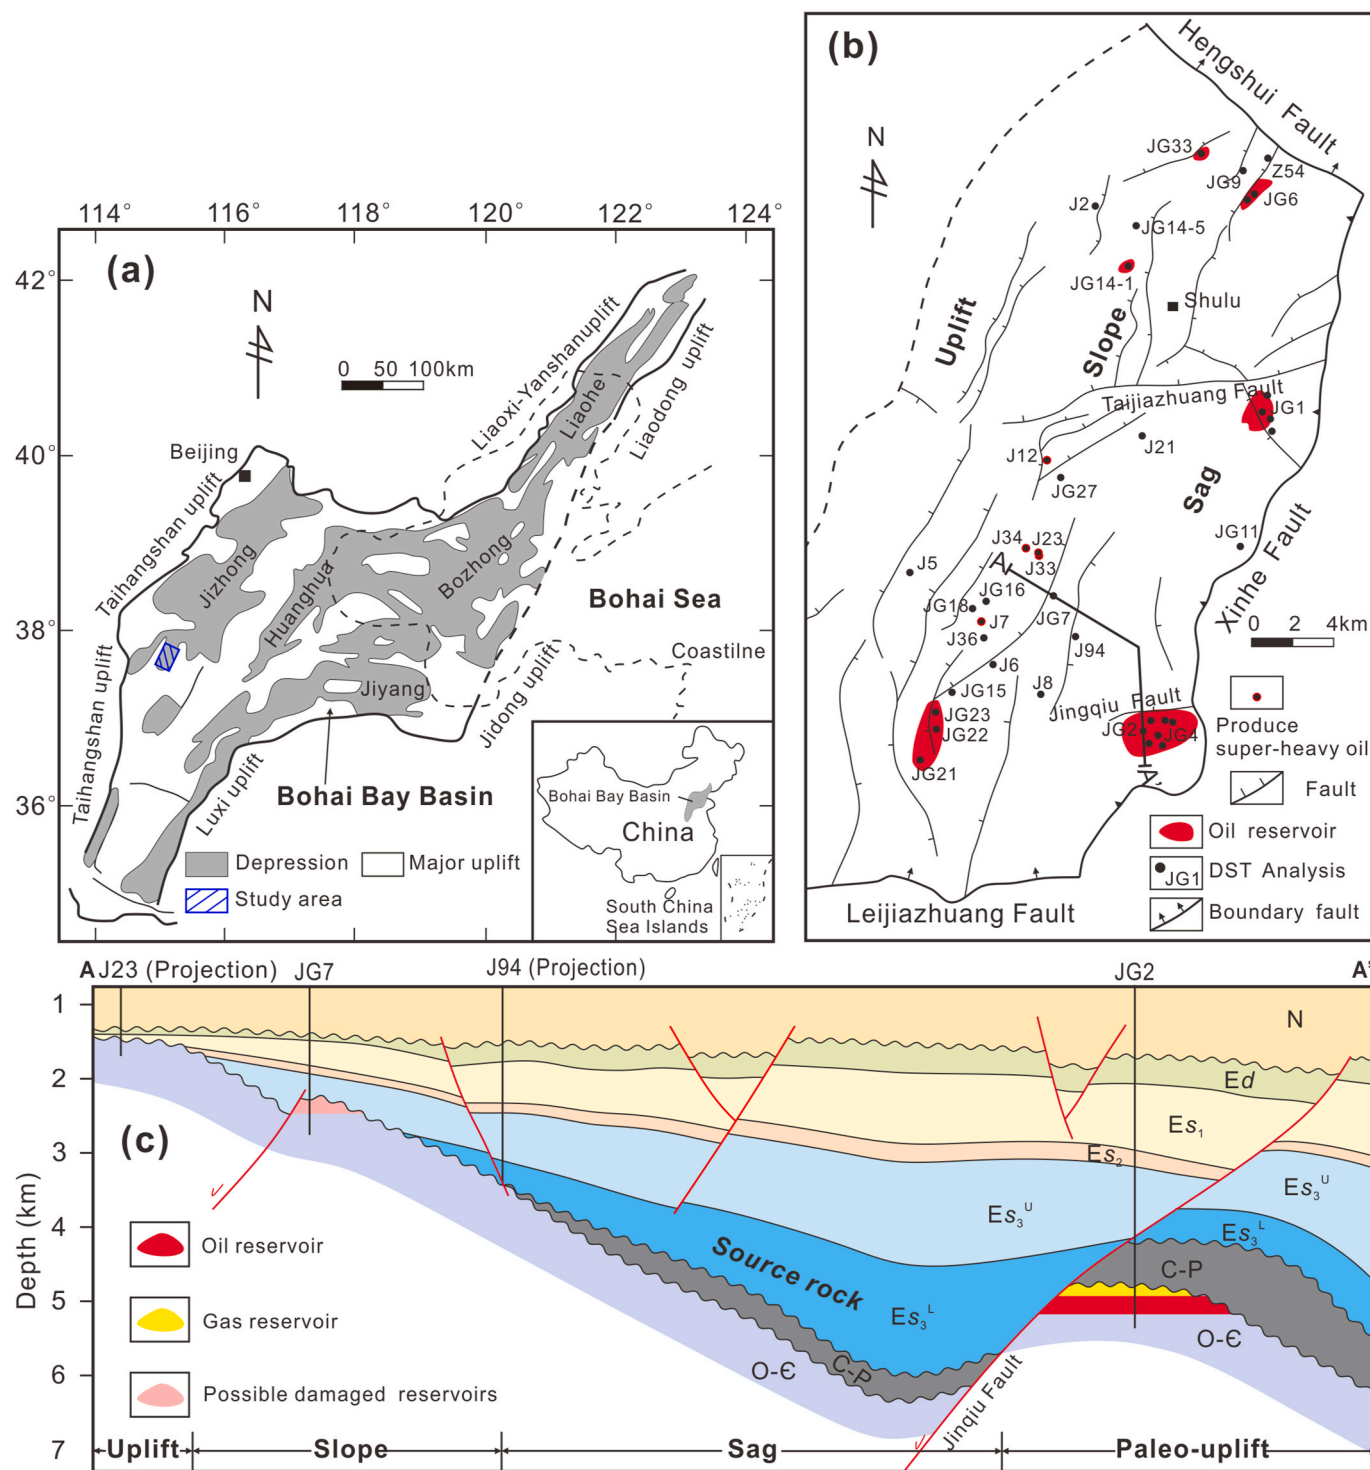 (a)
114°
116°
118°
120°
122°
124°
42°
40°
38°
36°
N
0 50 100km
Beijing
Taihangshan uplift
Taihangshan uplift
Liaoxi-Yanshanuplift
Liaodong uplift
Liaohe
Jizhong
Huanghua
Bozhong
Bohai Sea
Jiyang
Jidong uplift
Coastilne
Luxi uplift
Bohai Bay Basin
Depression
Major uplift
Study area
Bohai Bay Basin
China
South China
Sea Islands
(b)
N
Hengshui Fault
JG33
Z54
JG9
JG6
J2
JG14-5
JG14-1
Shulu
Uplift
Slope
Taijiazhuang Fault
JG1
J12
J21
JG27
Sag
JG11
J34
J23
J33
J5
A
JG16
JG18
JG7
J7
J36
J94
J6
JG15
J8
Xinhe Fault
0 2 4km
Jingqiu Fault
JG23
JG22
JG21
JG2
JG4
A'
Produce
super-heavy oil
Fault
Oil reservoir
JG1
DST Analysis
Boundary fault
Leijiazhuang Fault
A
J23 (Projection)
JG7
J94 (Projection)
JG2
A'
1
2
3
4
5
6
7
Depth (km)
(c)
N
Ed
Es₁
Es₂
Es₃ᵁ
Es₃ᵁ
Es₃ᴸ
Source rock
Es₃ᴸ
C-P
C-P
O-Є
O-Є
Jinqiu Fault
Oil reservoir
Gas reservoir
Possible damaged reservoirs
Uplift
Slope
Sag
Paleo-uplift